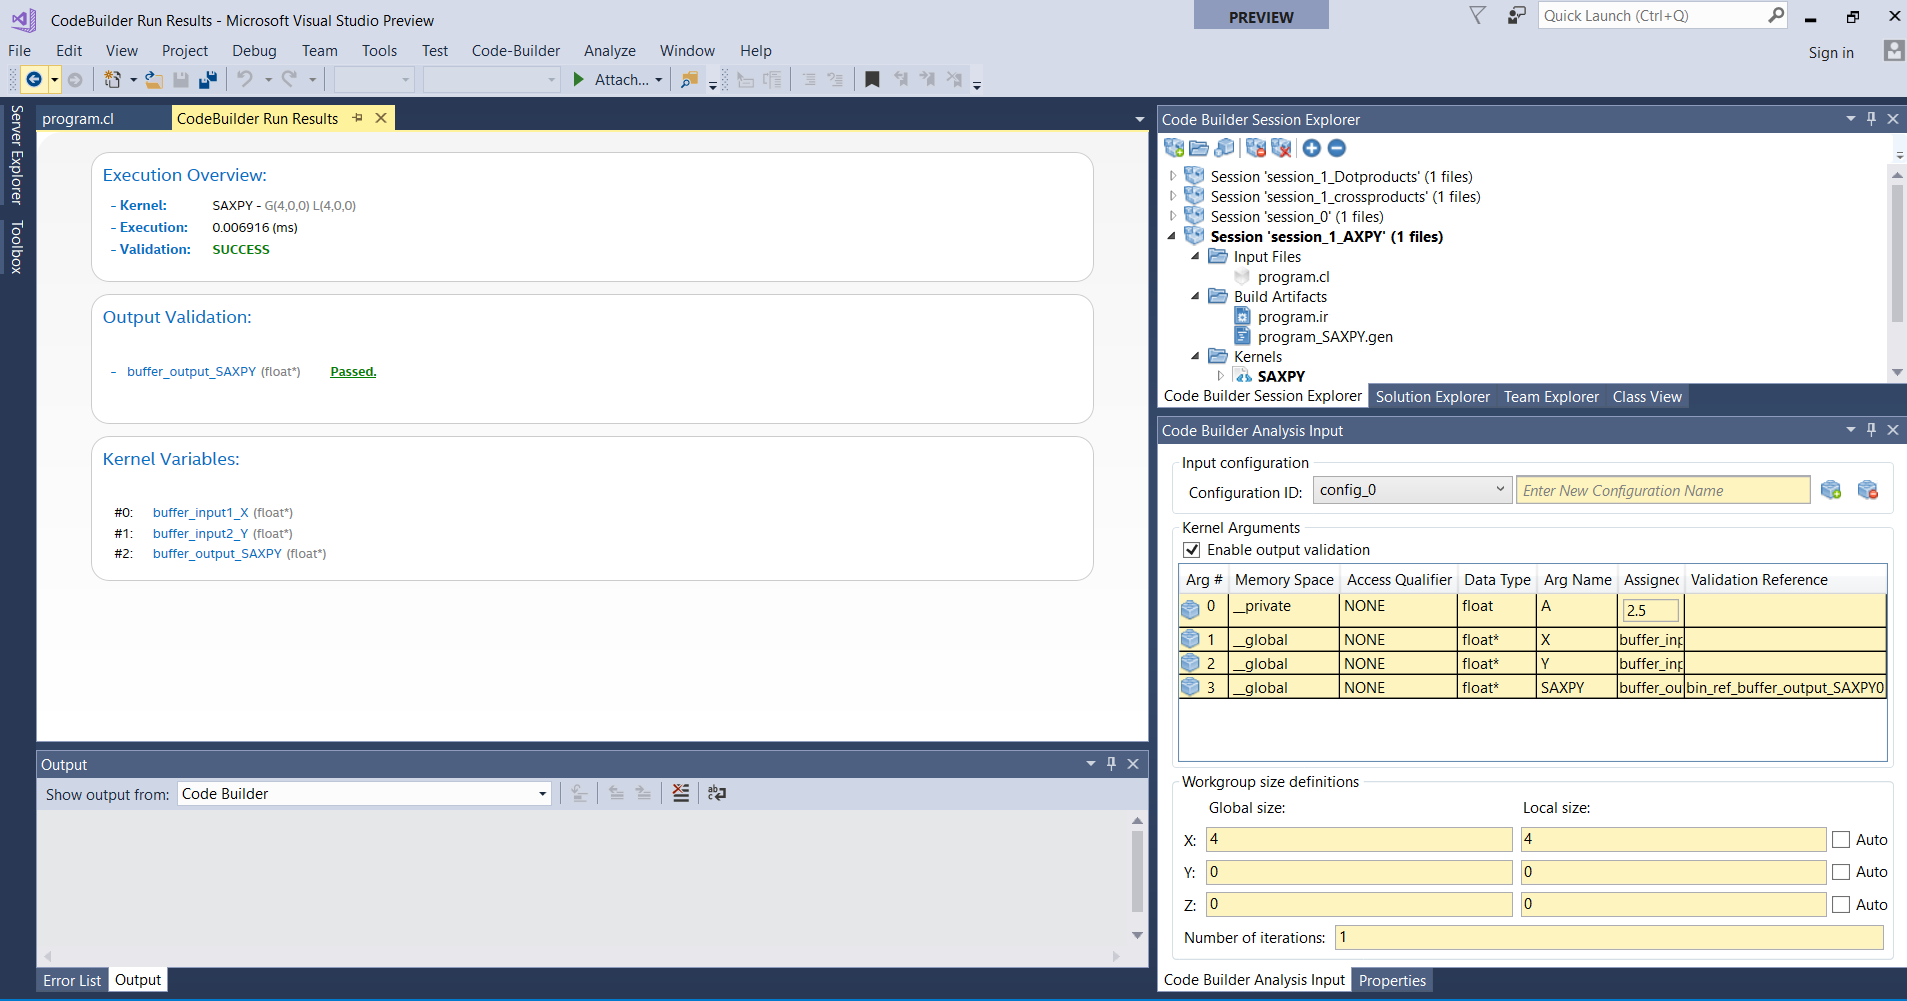 CodeBuilder Run Results - Microsoft Visual Studio Preview
PREVIEW
Quick Launch (Ctrl+Q)
File Edit View Project Debug Team Tools Test Code-Builder Analyze Window Help
Sign in
Attach...
Server Explorer
Toolbox
program.cl
CodeBuilder Run Results
Execution Overview:
- Kernel: SAXPY - G(4,0,0) L(4,0,0)
- Execution: 0.006916 (ms)
- Validation: SUCCESS
Output Validation:
- buffer_output_SAXPY (float*) Passed.
Kernel Variables:
#0: buffer_input1_X (float*)
#1: buffer_input2_Y (float*)
#2: buffer_output_SAXPY (float*)
Output
Show output from: Code Builder
Error List
Output
Code Builder Session Explorer
Session 'session_1_Dotproducts' (1 files)
Session 'session_1_crossproducts' (1 files)
Session 'session_0' (1 files)
Session 'session_1_AXPY' (1 files)
Input Files
program.cl
Build Artifacts
program.ir
program_SAXPY.gen
Kernels
SAXPY
Code Builder Session Explorer Solution Explorer Team Explorer Class View
Code Builder Analysis Input
Input configuration
Configuration ID: config_0 Enter New Configuration Name
Kernel Arguments
Enable output validation
Arg # Memory Space Access Qualifier Data Type Arg Name Assigned Validation Reference
0 __private NONE float A 2.5
1 __global NONE float* X buffer_inp
2 __global NONE float* Y buffer_inp
3 __global NONE float* SAXPY buffer_ou bin_ref_buffer_output_SAXPY0
Workgroup size definitions
Global size: Local size:
X: 4 4 Auto
Y: 0 0 Auto
Z: 0 0 Auto
Number of iterations: 1
Code Builder Analysis Input Properties